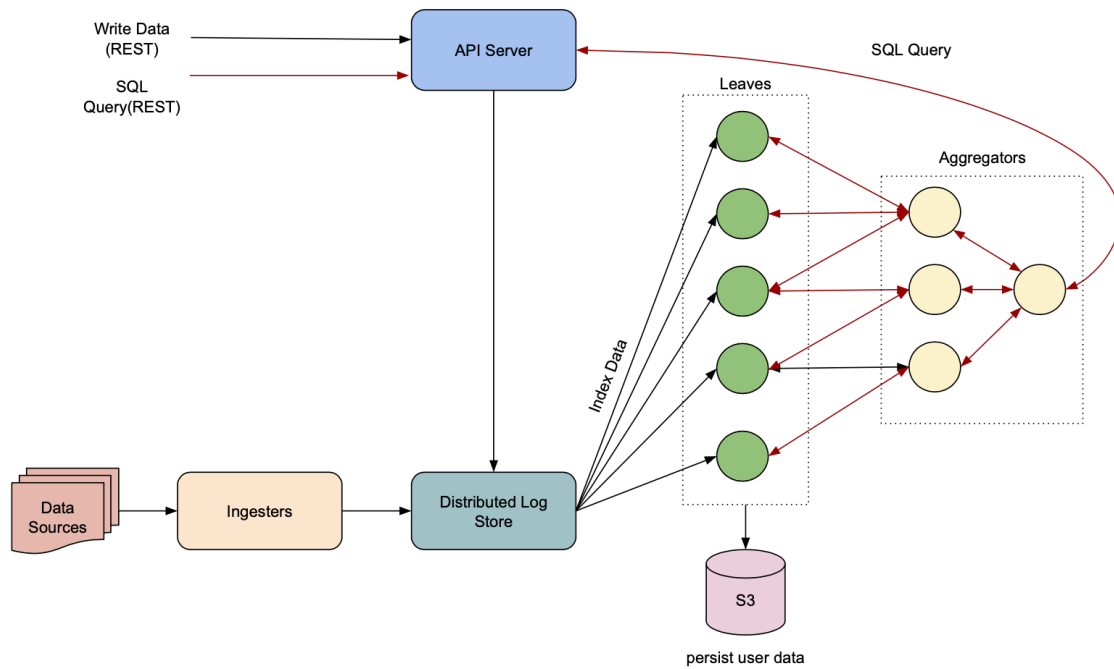 Write Data
(REST)
API Server
SQL Query
SQL
Query(REST)
Leaves
Aggregators
Index Data
Data
Sources
Ingesters
Distributed Log
Store
S3
persist user data